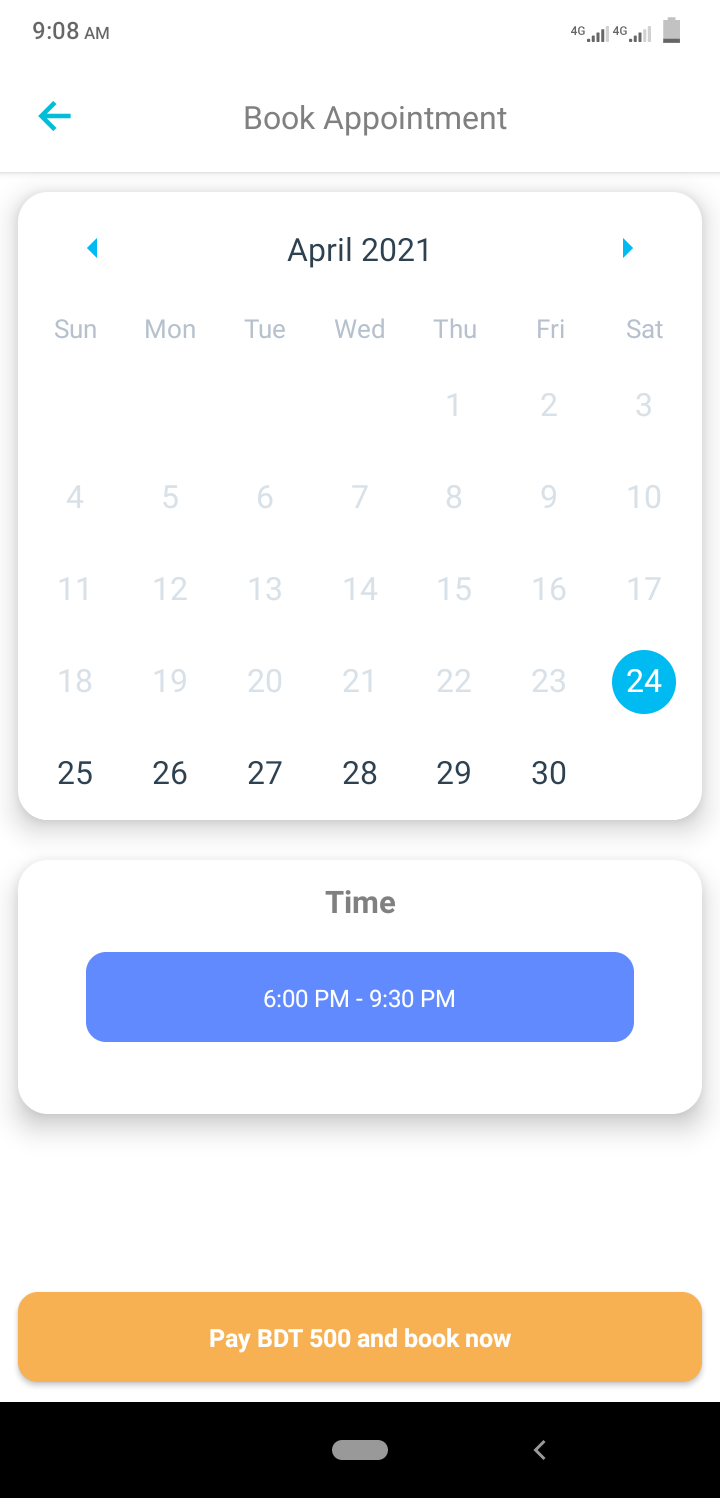 9:08 AM 4G 4G
Book Appointment
April 2021
Sun Mon Tue Wed Thu Fri Sat
1 2 3
4 5 6 7 8 9 10
11 12 13 14 15 16 17
18 19 20 21 22 23 24
25 26 27 28 29 30
Time
6:00 PM - 9:30 PM
Pay BDT 500 and book now